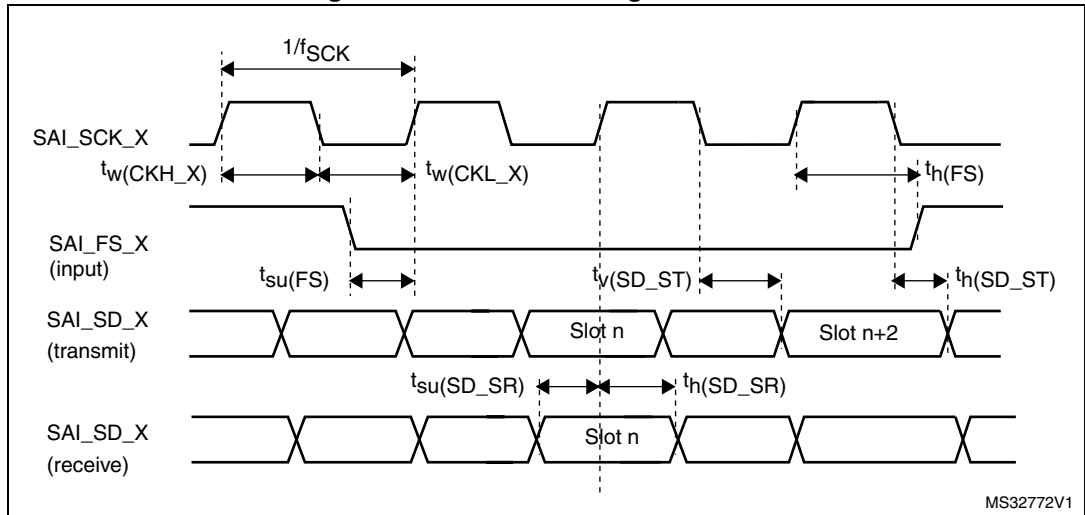 1/fSCK
SAI_SCK_X
tw(CKH_X)
tw(CKL_X)
th(FS)
SAI_FS_X
(input)
tsu(FS)
tv(SD_ST)
th(SD_ST)
SAI_SD_X
(transmit)
Slot n
Slot n+2
tsu(SD_SR)
th(SD_SR)
SAI_SD_X
(receive)
Slot n
MS32772V1